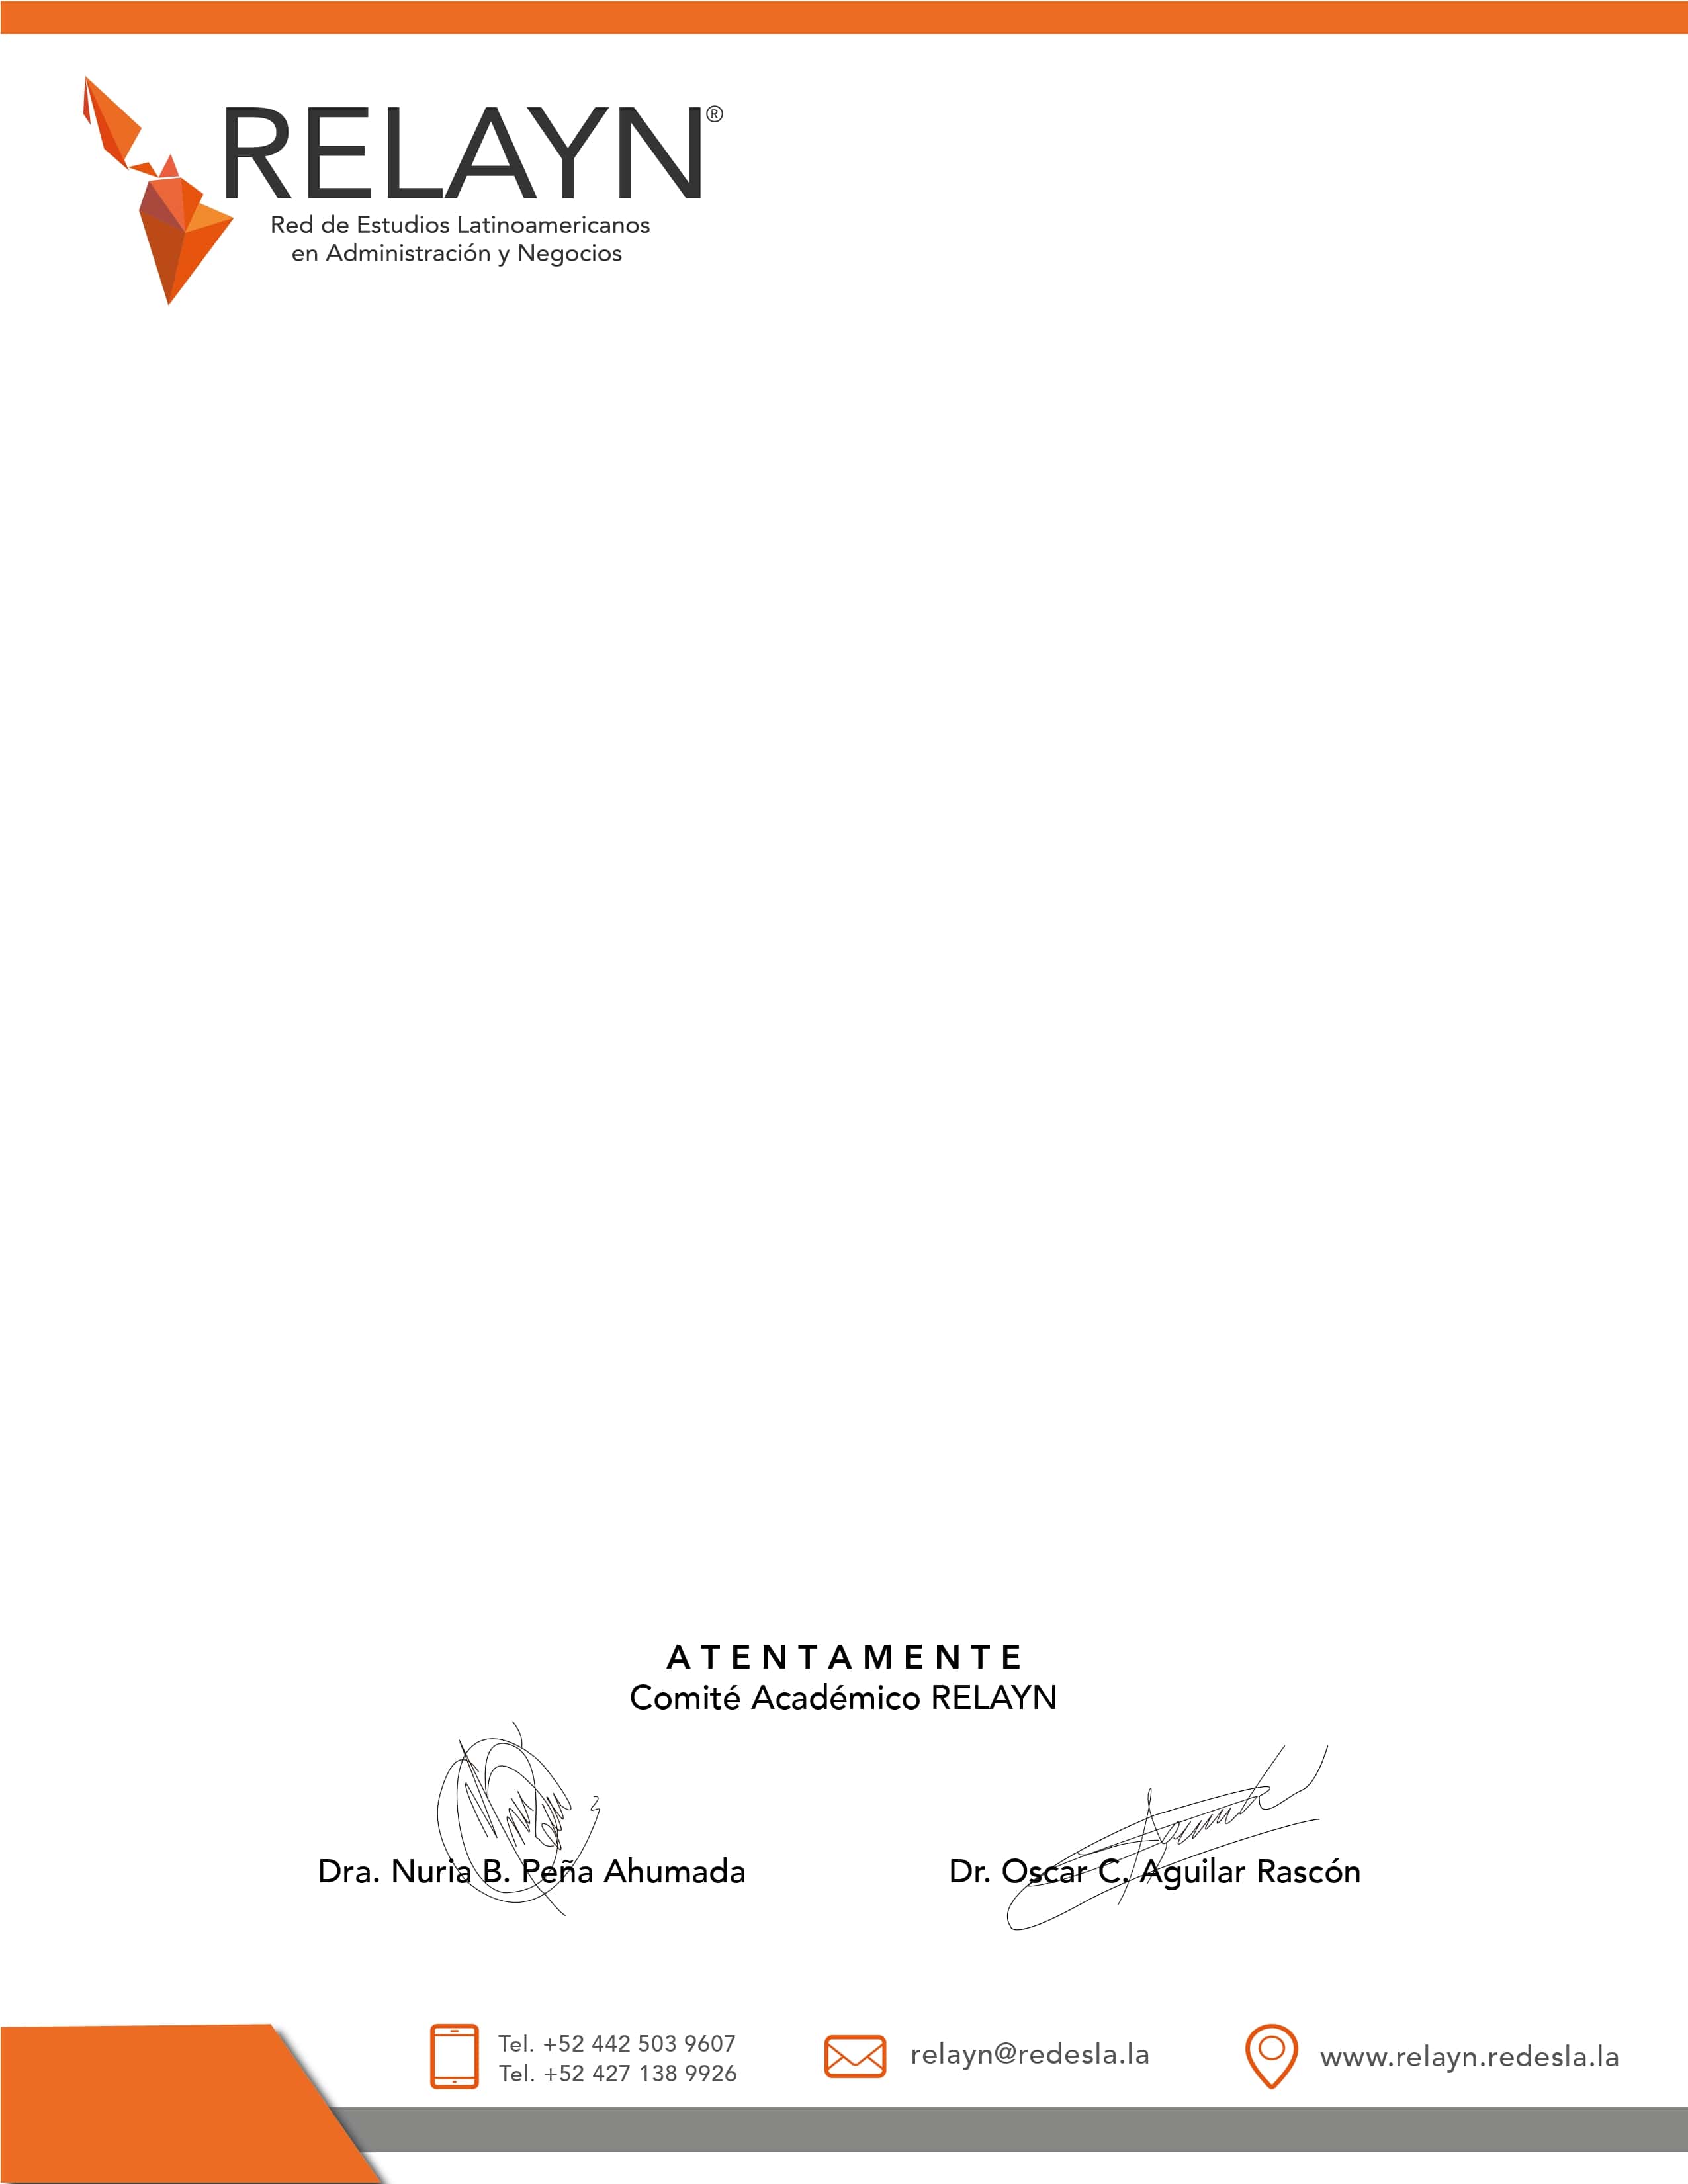 RELAYN®
Red de Estudios Latinoamericanos
en Administración y Negocios
ATENTAMENTE
Comité Académico RELAYN
Dra. Nuria B. Peña Ahumada
Dr. Oscar C. Aguilar Rascón
Tel. +52 442 503 9607
Tel. +52 427 138 9926
relayn@redesla.la
www.relayn.redesla.la